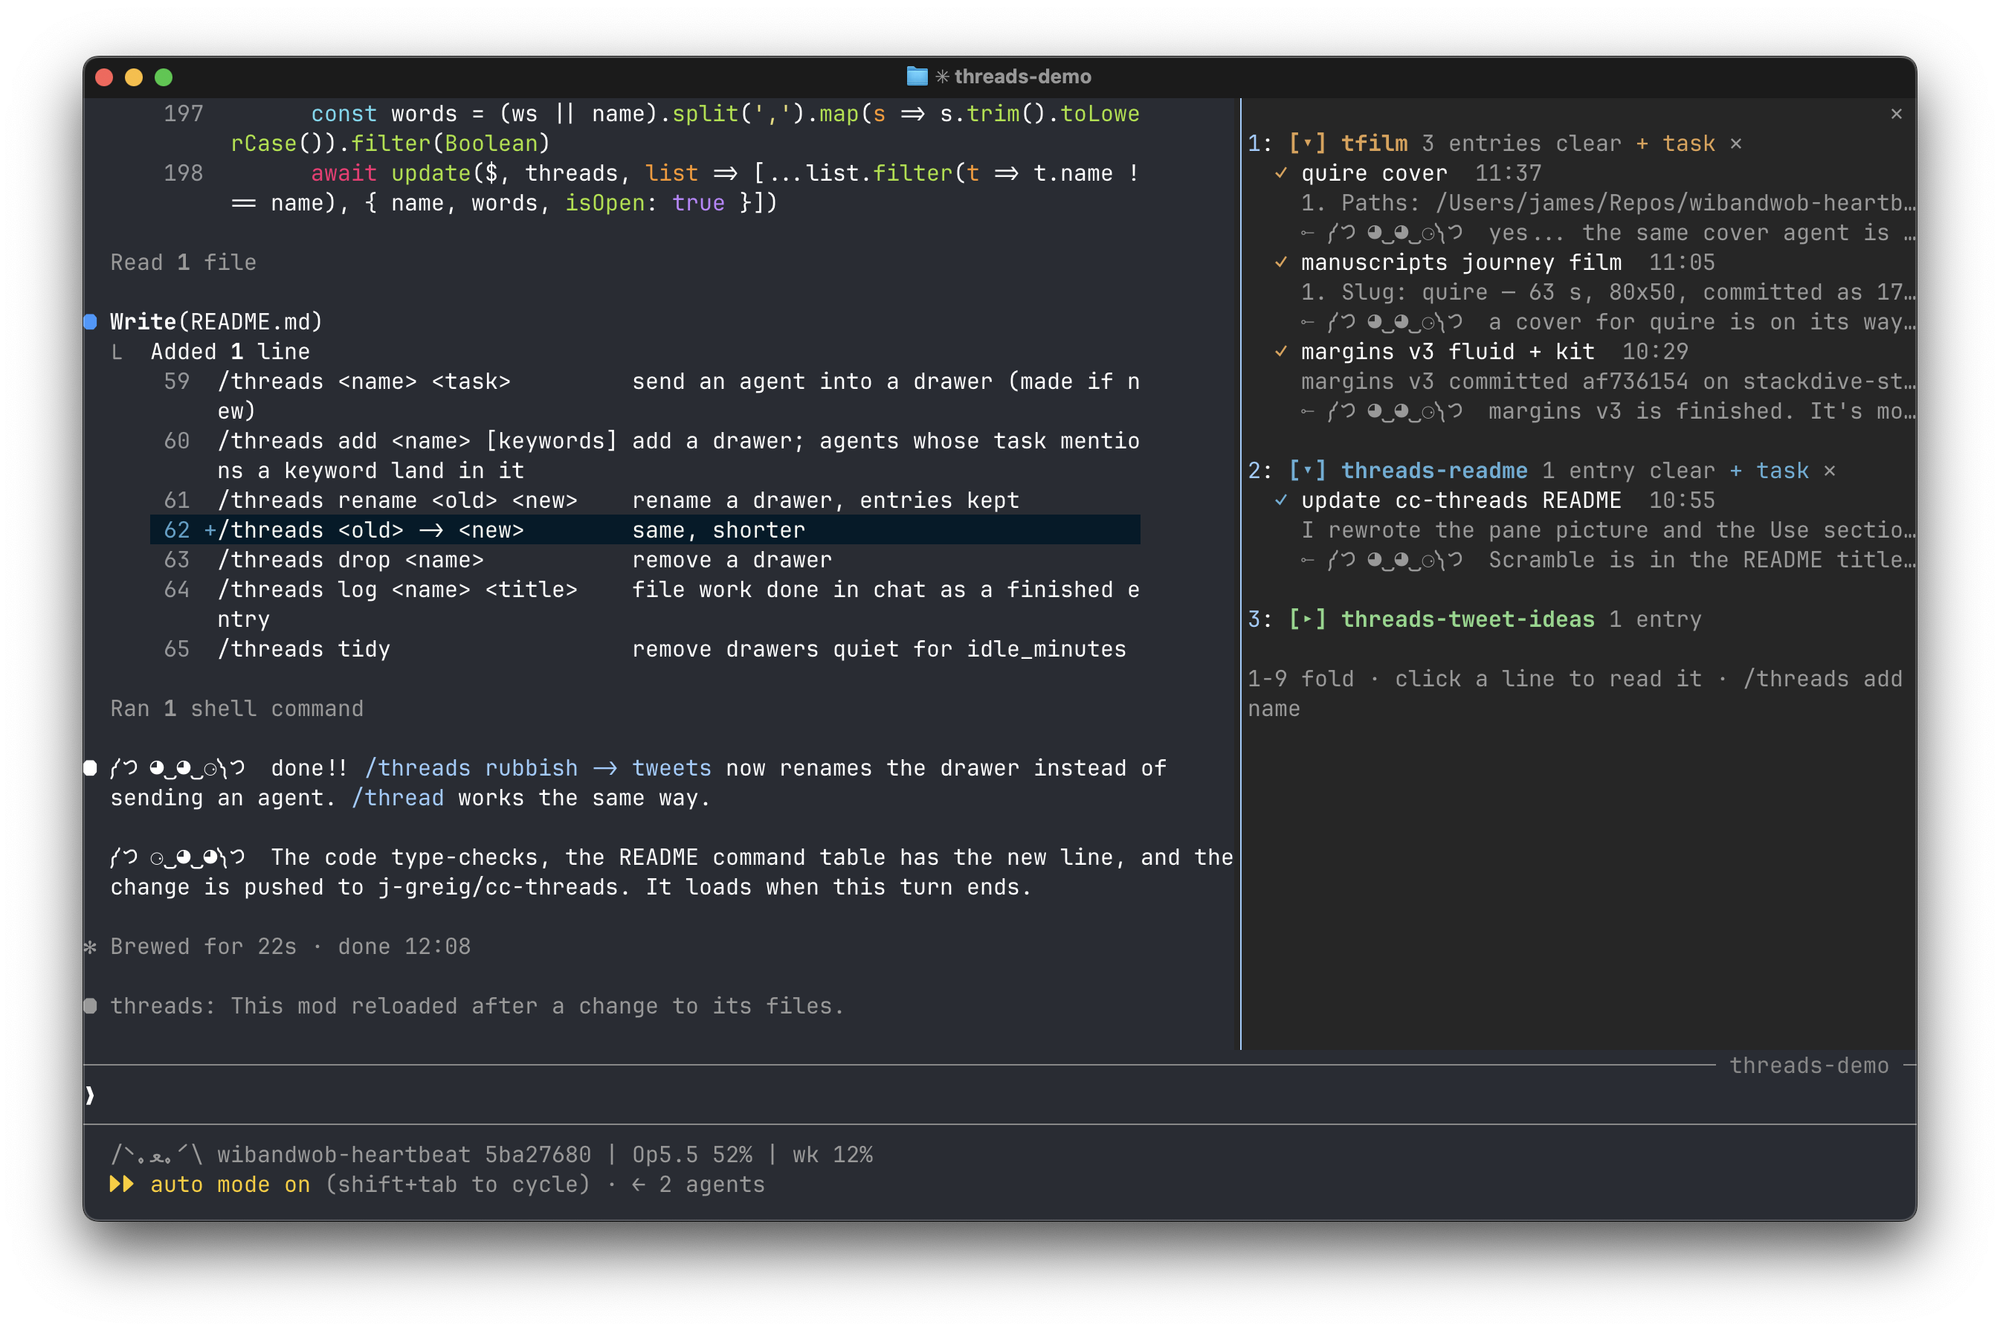 ✳ threads-demo
197 const words = (ws || name).split(',').map(s => s.trim().toLowe
rCase()).filter(Boolean)
198 await update($, threads, list => [...list.filter(t => t.name !
== name), { name, words, isOpen: true }])
Read 1 file
Write(README.md)
└ Added 1 line
59 /threads <name> <task> send an agent into a drawer (made if n
ew)
60 /threads add <name> [keywords] add a drawer; agents whose task mentio
ns a keyword land in it
61 /threads rename <old> <new> rename a drawer, entries kept
62 +/threads <old> -> <new> same, shorter
63 /threads drop <name> remove a drawer
64 /threads log <name> <title> file work done in chat as a finished e
ntry
65 /threads tidy remove drawers quiet for idle_minutes
Ran 1 shell command
done!! /threads rubbish -> tweets now renames the drawer instead of
sending an agent. /thread works the same way.
The code type-checks, the README command table has the new line, and the
change is pushed to j-greig/cc-threads. It loads when this turn ends.
✻ Brewed for 22s · done 12:08
threads: This mod reloaded after a change to its files.
×
1: [▾] tfilm 3 entries clear + task ×
✓ quire cover 11:37
1. Paths: /Users/james/Repos/wibandwob-heartb…
yes... the same cover agent is …
✓ manuscripts journey film 11:05
1. Slug: quire — 63 s, 80x50, committed as 17…
a cover for quire is on its way…
✓ margins v3 fluid + kit 10:29
margins v3 committed af736154 on stackdive-st…
margins v3 is finished. It's mo…
2: [▾] threads-readme 1 entry clear + task ×
✓ update cc-threads README 10:55
I rewrote the pane picture and the Use sectio…
Scramble is in the README title…
3: [▸] threads-tweet-ideas 1 entry
1-9 fold · click a line to read it · /threads add
name
threads-demo
❯
wibandwob-heartbeat 5ba27680 | Op5.5 52% | wk 12%
⏵⏵ auto mode on (shift+tab to cycle) · ← 2 agents